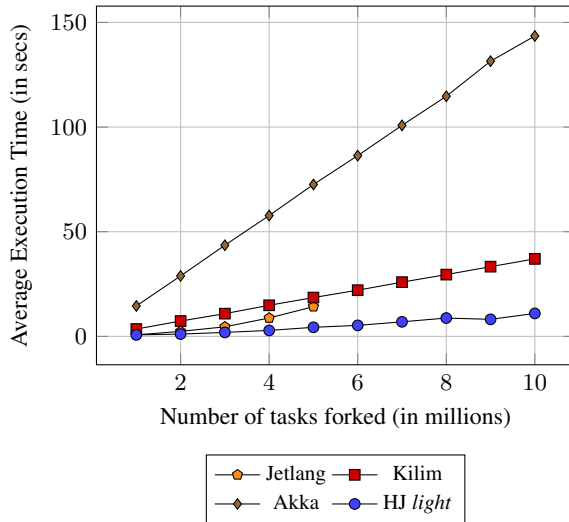 150
100
50
0
Average Execution Time (in secs)
2 4 6 8 10
Number of tasks forked (in millions)
Jetlang Kilim
Akka HJ light